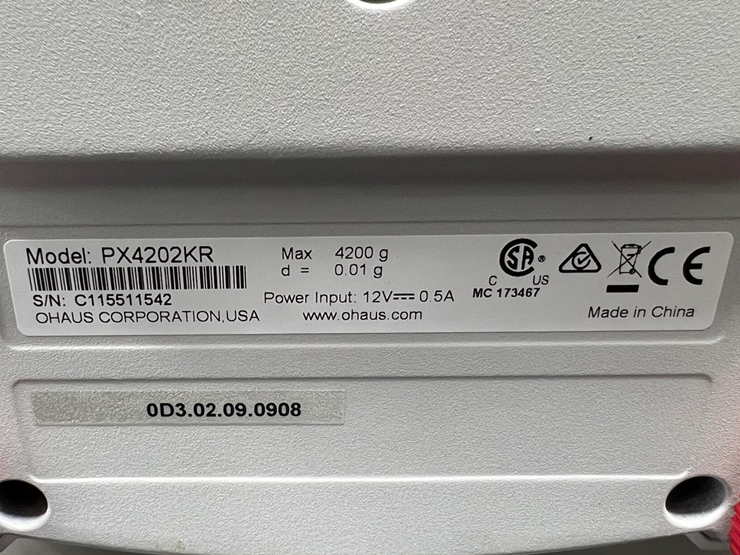 Model: PX4202KR
Max 4200 g
d = 0.01 g
S/N: C115511542
OHAUS CORPORATION,USA
Power Input: 12V⎓ 0.5A
www.ohaus.com
SA ®
C US
MC 173467
CE
Made in China
0D3.02.09.0908